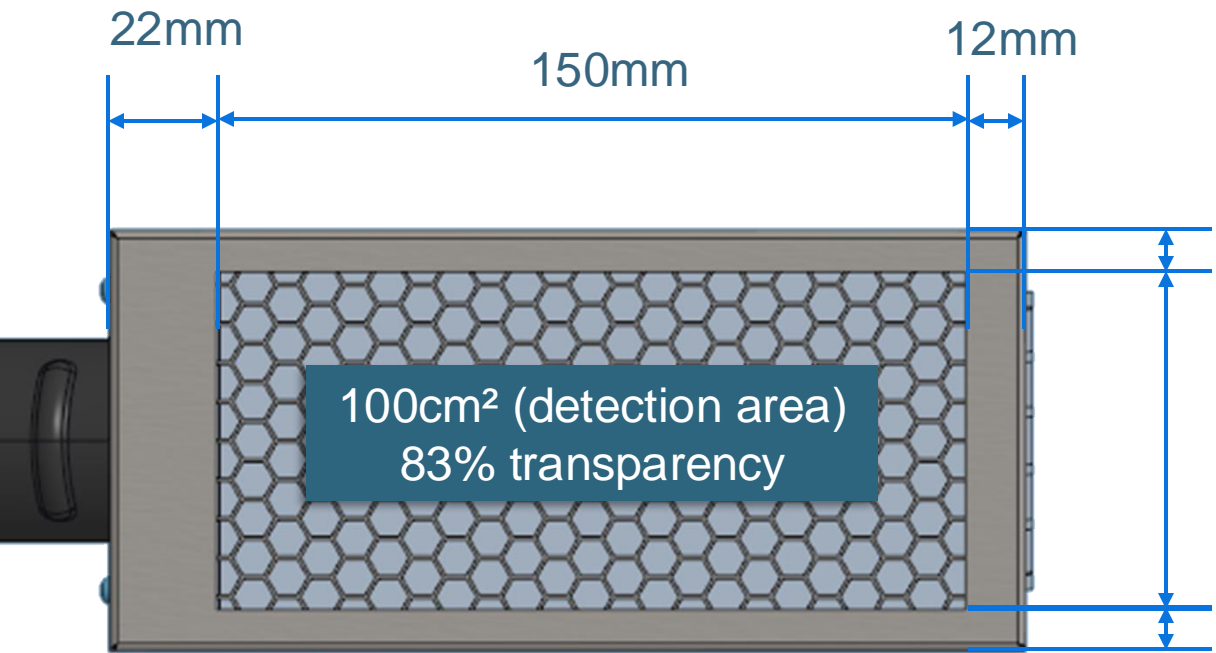 22mm
150mm
12mm
100cm² (detection area)
83% transparency